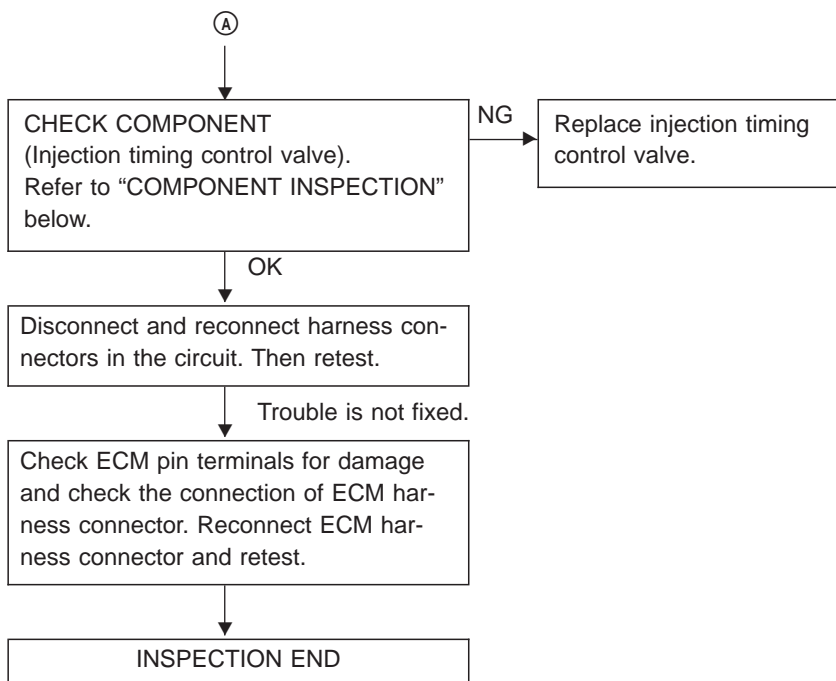 Ⓐ
CHECK COMPONENT
(Injection timing control valve).
Refer to “COMPONENT INSPECTION”
below.
NG
Replace injection timing
control valve.
OK
Disconnect and reconnect harness con-
nectors in the circuit. Then retest.
Trouble is not fixed.
Check ECM pin terminals for damage
and check the connection of ECM har-
ness connector. Reconnect ECM har-
ness connector and retest.
INSPECTION END